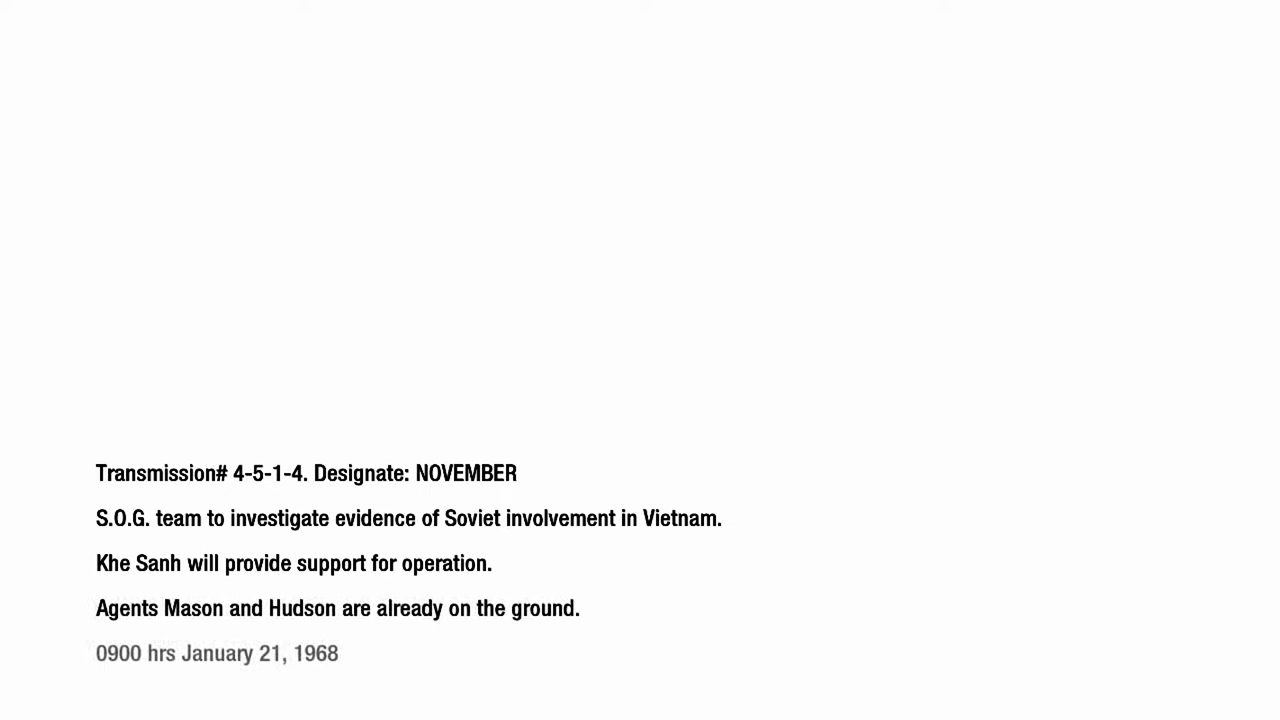 Transmission# 4-5-1-4. Designate: NOVEMBER
S.O.G. team to investigate evidence of Soviet involvement in Vietnam.
Khe Sanh will provide support for operation.
Agents Mason and Hudson are already on the ground.
0900 hrs January 21, 1968